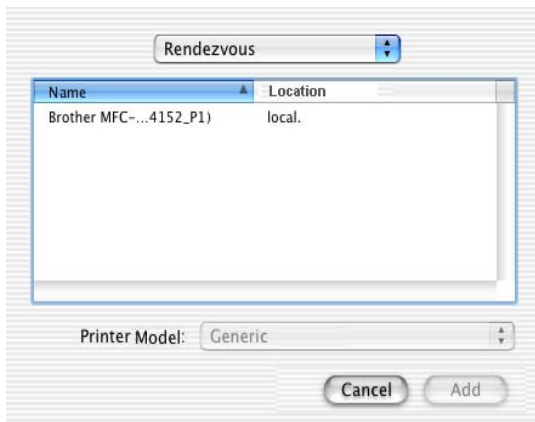 Rendezvous
Name Location
Brother MFC-...4152_P1) local.
Printer Model: Generic
Cancel Add